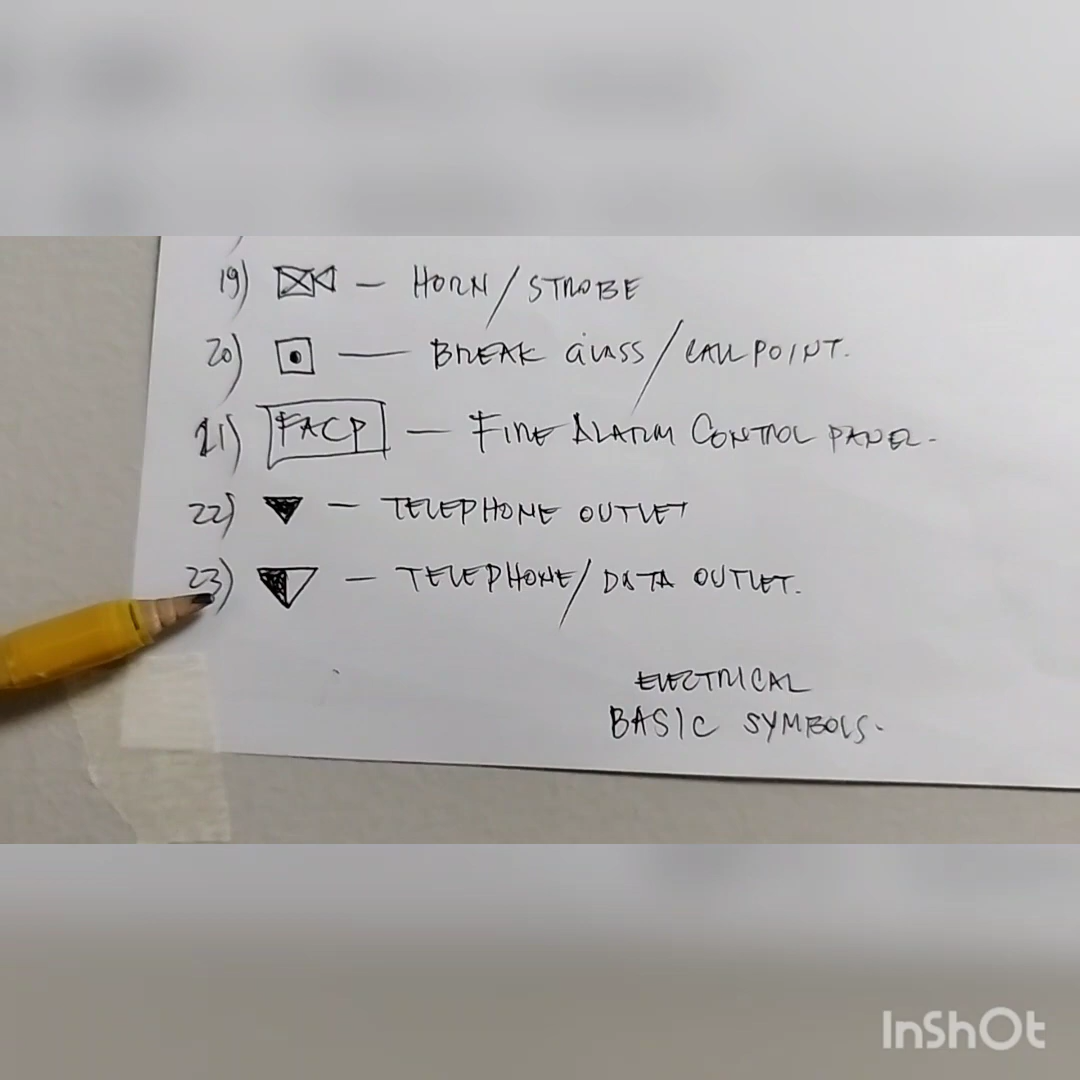 19) — HORN/STROBE
20) — BREAK GLASS/CALL POINT.
21) FACP — FIRE ALARM CONTROL PANEL.
22) — TELEPHONE OUTLET
23) — TELEPHONE/DATA OUTLET.
ELECTRICAL
BASIC SYMBOLS.
InShOt